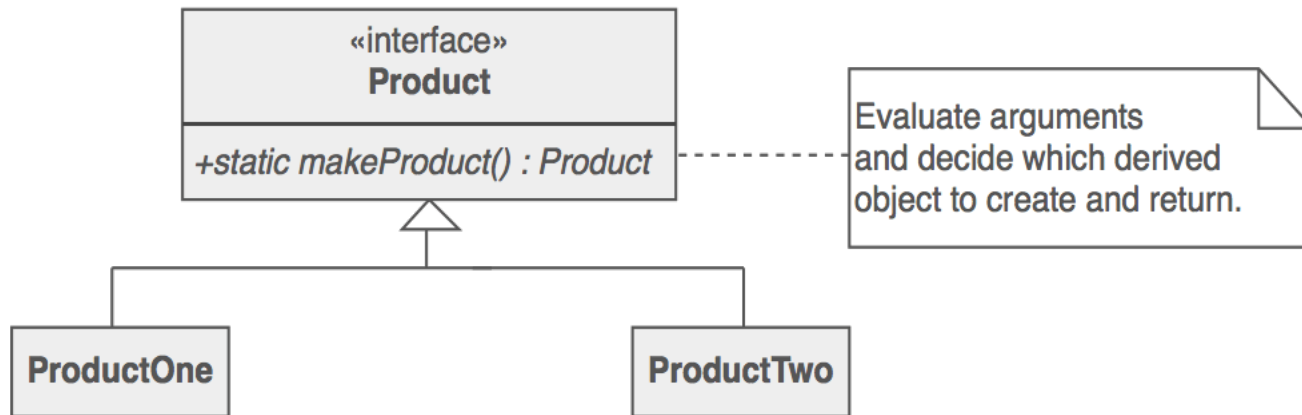 «interface»
Product
+static makeProduct() : Product
Evaluate arguments
and decide which derived
object to create and return.
ProductOne
ProductTwo